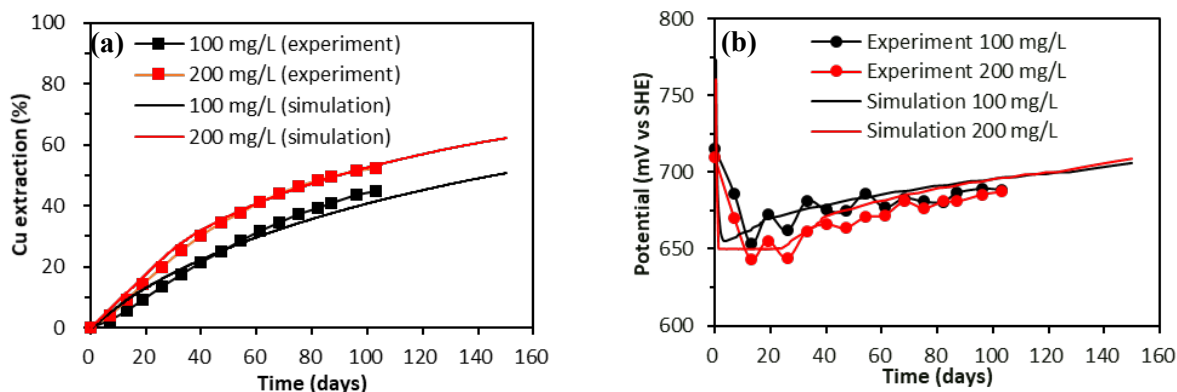 (a)
100 mg/L (experiment)
200 mg/L (experiment)
100 mg/L (simulation)
200 mg/L (simulation)
Cu extraction (%)
100
80
60
40
20
0
0 20 40 60 80 100 120 140 160
Time (days)
(b)
Experiment 100 mg/L
Experiment 200 mg/L
Simulation 100 mg/L
Simulation 200 mg/L
Potential (mV vs SHE)
800
750
700
650
600
0 20 40 60 80 100 120 140 160
Time (days)